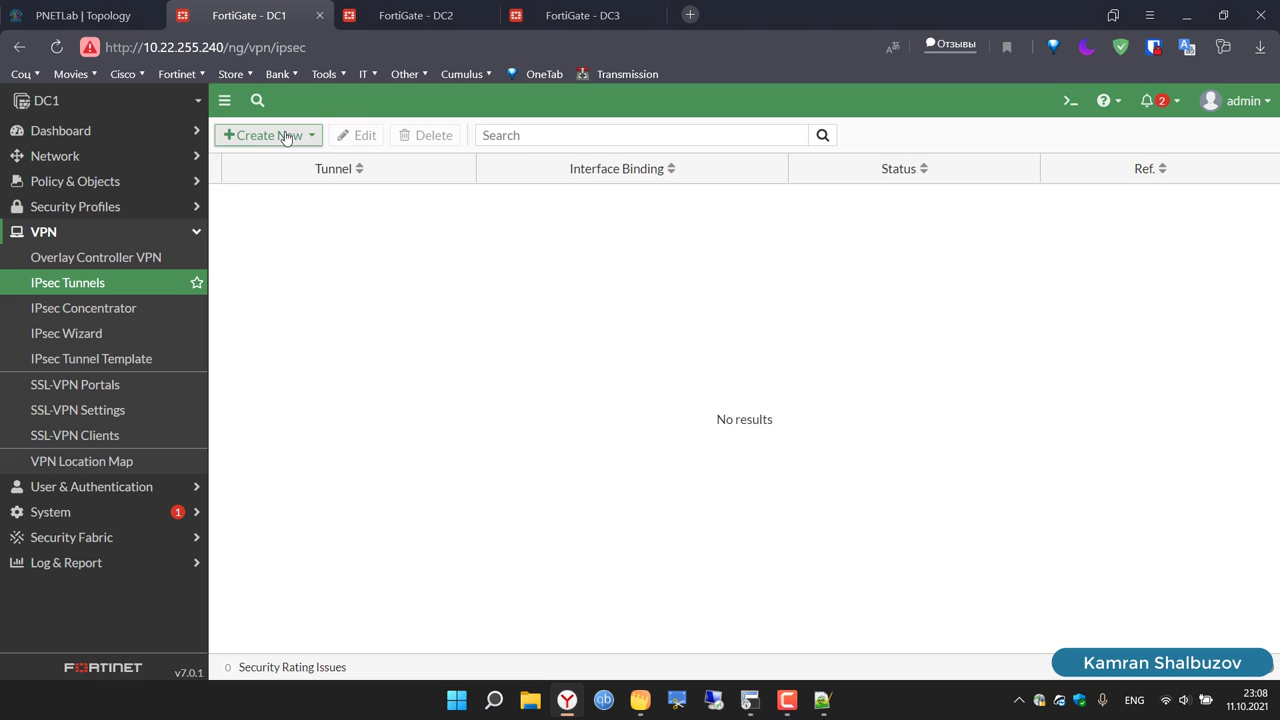 PNETLab | Topology
FortiGate - DC1
FortiGate - DC2
FortiGate - DC3
http://10.22.255.240/ng/vpn/ipsec
Отзывы
Соц
Movies
Cisco
Fortinet
Store
Bank
Tools
IT
Other
Cumulus
OneTab
Transmission
DC1
2
admin
Dashboard
Network
Policy & Objects
Security Profiles
VPN
Overlay Controller VPN
IPsec Tunnels
IPsec Concentrator
IPsec Wizard
IPsec Tunnel Template
SSL-VPN Portals
SSL-VPN Settings
SSL-VPN Clients
VPN Location Map
User & Authentication
System 1
Security Fabric
Log & Report
FORTINET v7.0.1
Create New
Edit
Delete
Search
Tunnel
Interface Binding
Status
Ref.
No results
0 Security Rating Issues
Kamran Shalbuzov
ENG
23:08
11.10.2021